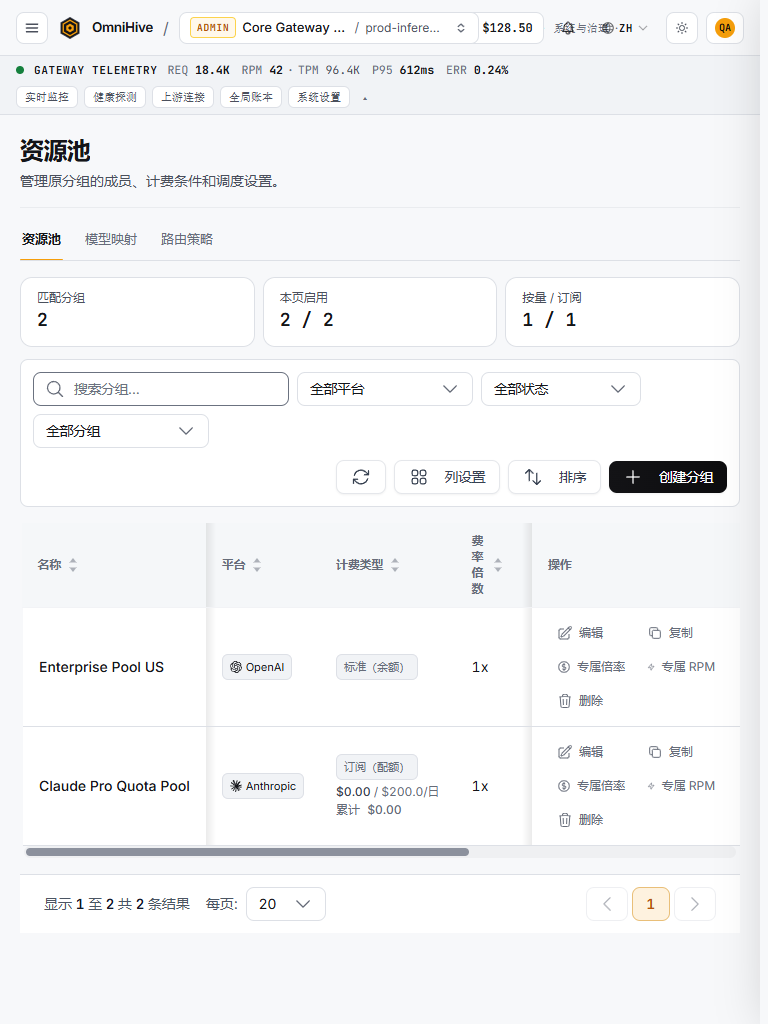 OmniHive / ADMIN Core Gateway ... / prod-infere... $128.50 ZH QA
GATEWAY TELEMETRY REQ 18.4K RPM 42 · TPM 96.4K P95 612ms ERR 0.24%
实时监控 健康探测 上游连接 全局账本 系统设置
资源池
管理原分组的成员、计费条件和调度设置。
资源池 模型映射 路由策略
匹配分组
2
本页启用
2 / 2
按量 / 订阅
1 / 1
搜索分组... 全部平台 全部状态
全部分组
列设置 排序 创建分组
名称 平台 计费类型 费率倍数 操作
Enterprise Pool US OpenAI 标准（余额） 1x
编辑 复制
专属倍率 专属 RPM
删除
Claude Pro Quota Pool Anthropic 订阅（配额）
$0.00 / $200.0/日
累计 $0.00
1x
编辑 复制
专属倍率 专属 RPM
删除
显示 1 至 2 共 2 条结果 每页: 20 1